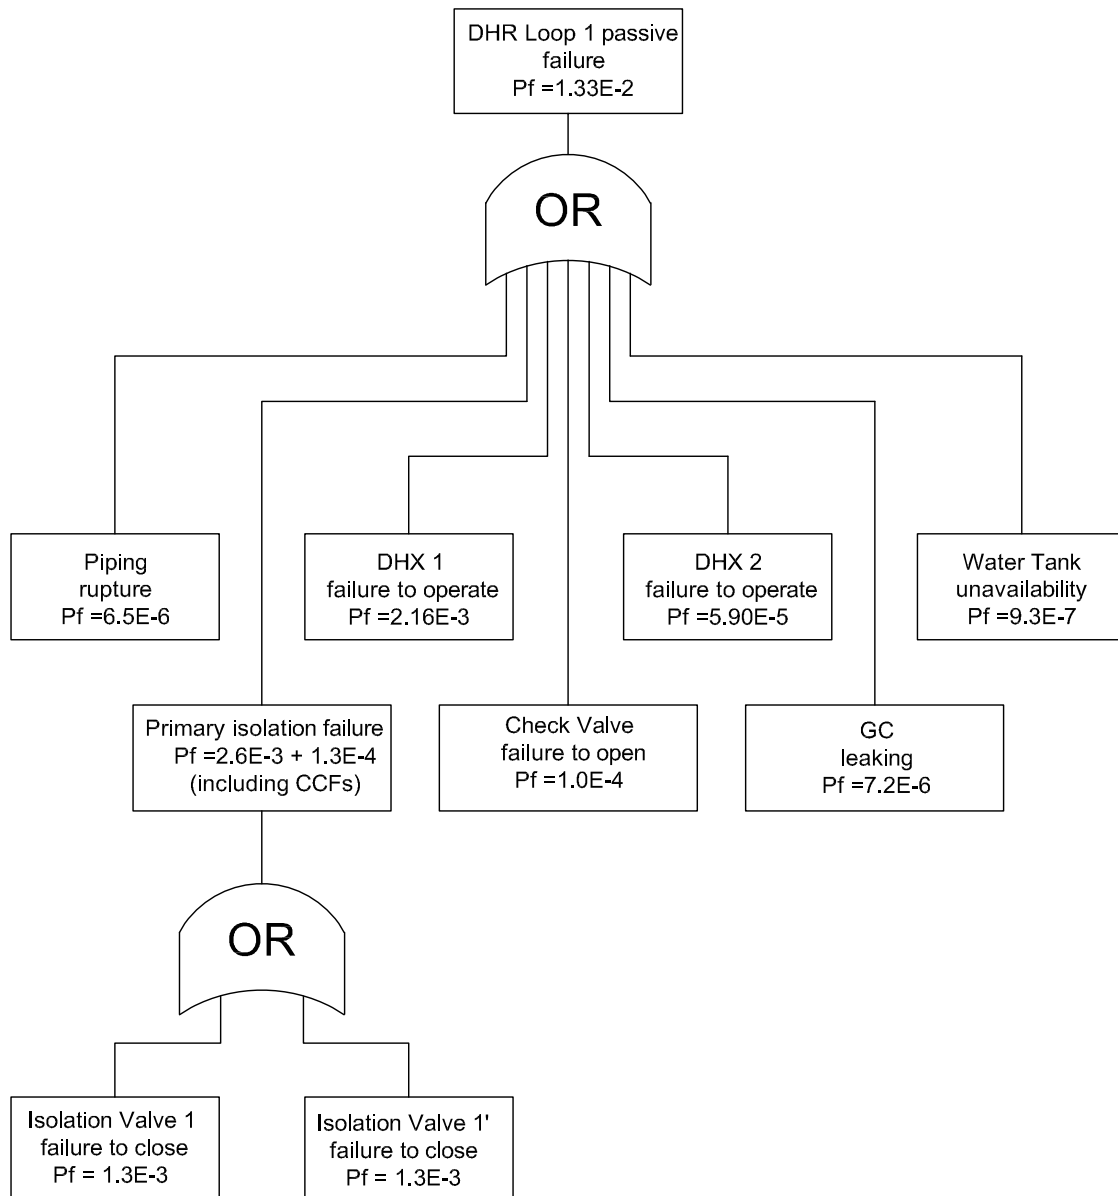 DHR Loop 1 passive
failure
Pf =1.33E-2
OR
Piping
rupture
Pf =6.5E-6
DHX 1
failure to operate
Pf =2.16E-3
DHX 2
failure to operate
Pf =5.90E-5
Water Tank
unavailability
Pf =9.3E-7
Primary isolation failure
Pf =2.6E-3 + 1.3E-4
(including CCFs)
Check Valve
failure to open
Pf =1.0E-4
GC
leaking
Pf =7.2E-6
OR
Isolation Valve 1
failure to close
Pf = 1.3E-3
Isolation Valve 1'
failure to close
Pf = 1.3E-3